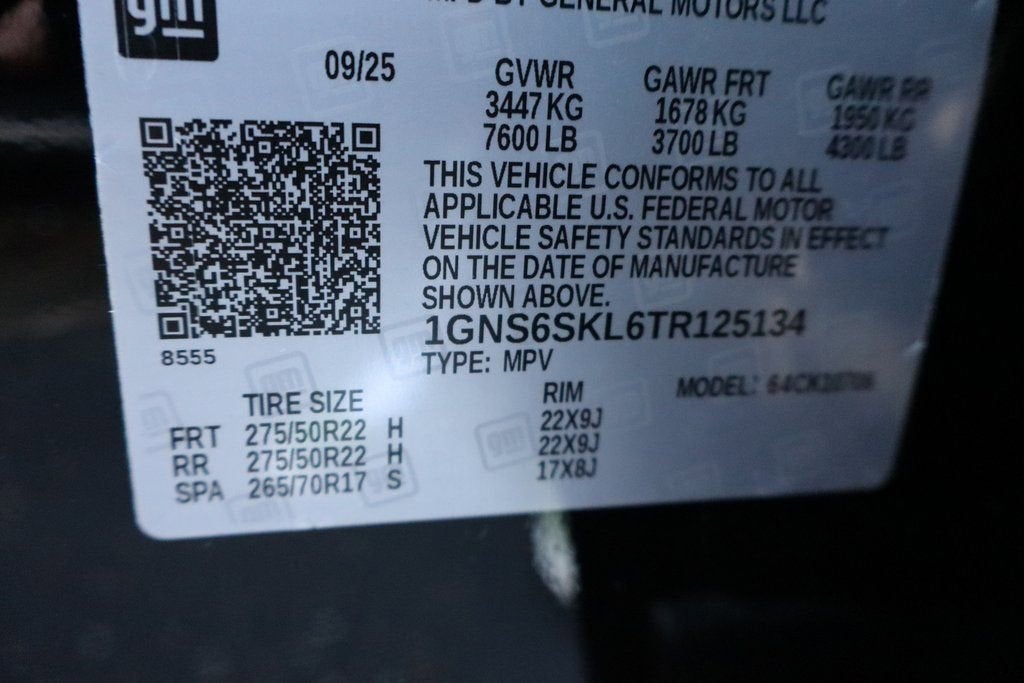 gm
BY GENERAL MOTORS LLC
09/25 GVWR GAWR FRT GAWR RR
3447 KG 1678 KG 1950 KG
7600 LB 3700 LB 4300 LB
THIS VEHICLE CONFORMS TO ALL
APPLICABLE U.S. FEDERAL MOTOR
VEHICLE SAFETY STANDARDS IN EFFECT
ON THE DATE OF MANUFACTURE
SHOWN ABOVE.
1GNS6SKL6TR125134
8555
TYPE: MPV
MODEL:
TIRE SIZE RIM
FRT 275/50R22 H 22X9J
RR 275/50R22 H 22X9J
SPA 265/70R17 S 17X8J